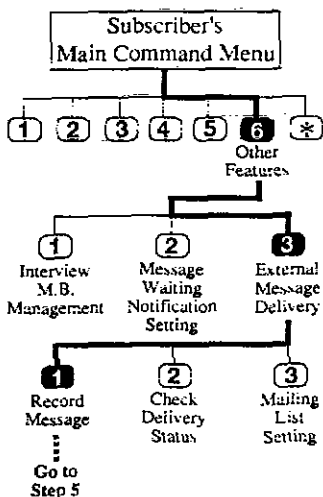 Subscriber's
Main Command Menu
1 2 3 4 5 6 *
Other
Features
1 2 3
Interview
M.B.
Management
Message
Waiting
Notification
Setting
External
Message
Delivery
1 2 3
Record
Message
Check
Delivery
Status
Mailing
List
Setting
Go to
Step 5